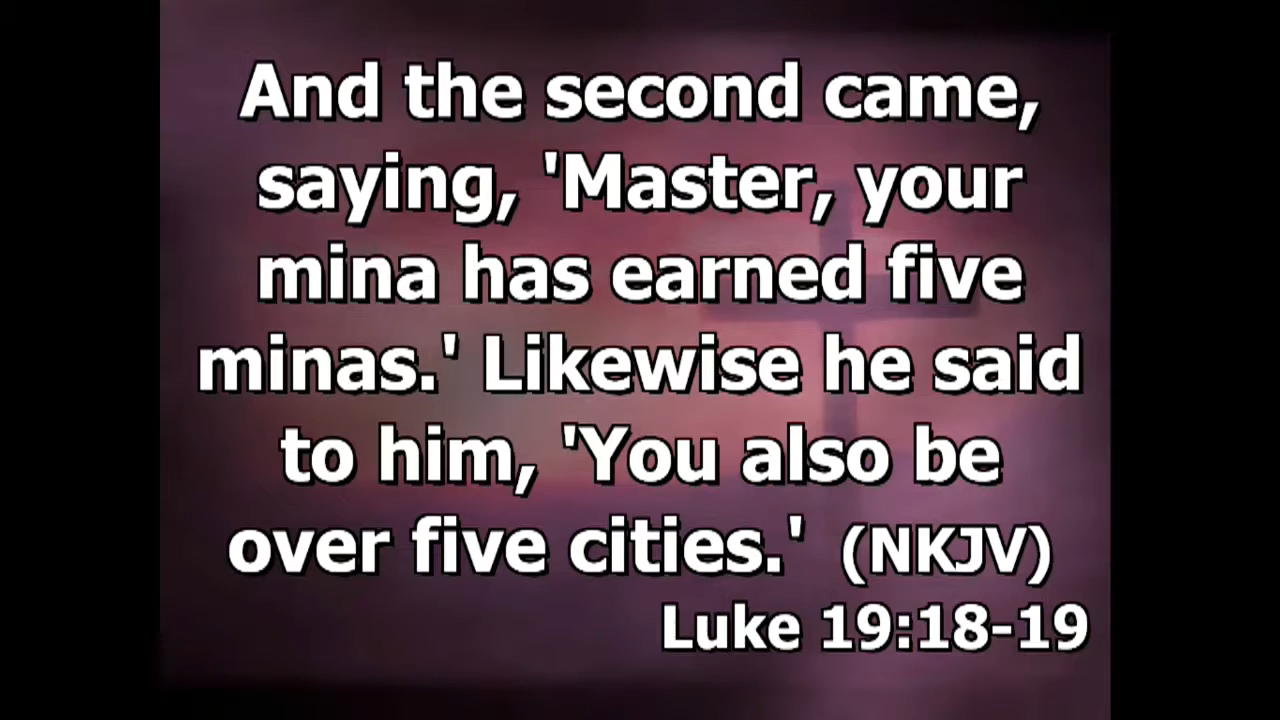 And the second came,
saying, 'Master, your
mina has earned five
minas.' Likewise he said
to him, 'You also be
over five cities.' (NKJV)
Luke 19:18-19